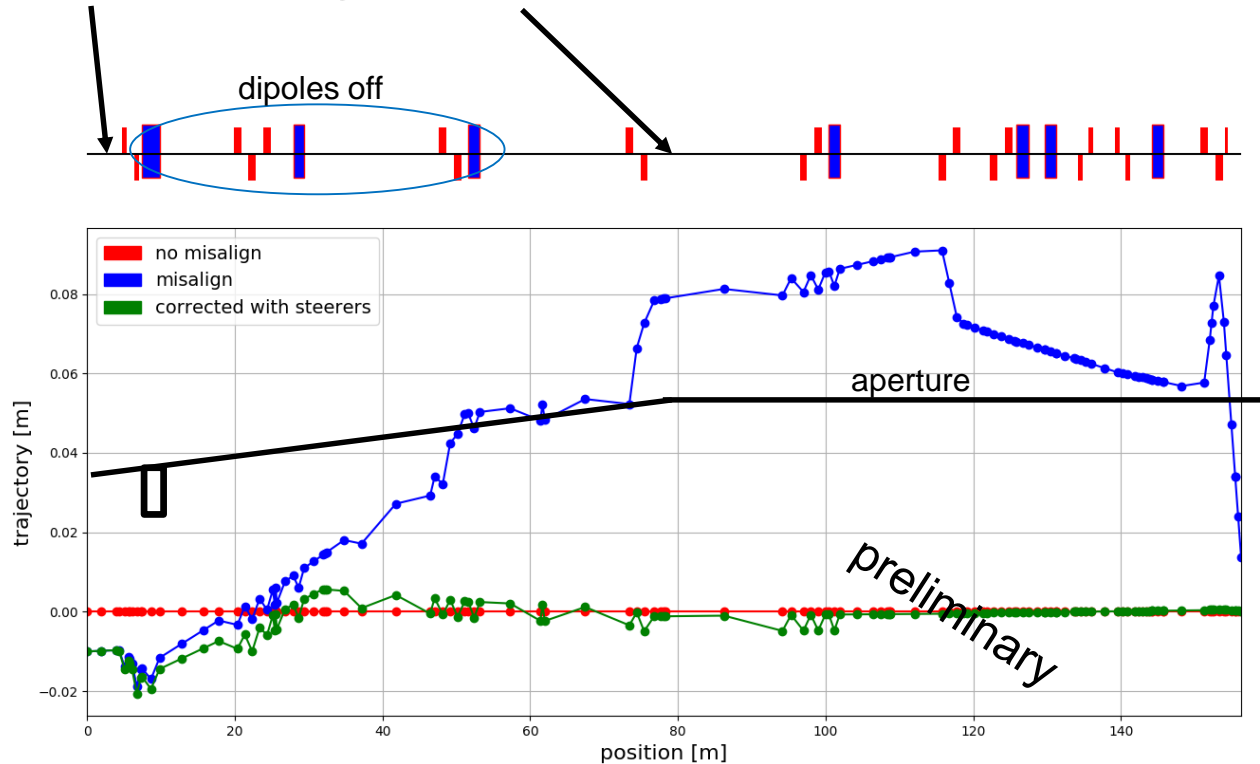 dipoles off
no misalign
misalign
corrected with steerers
aperture
preliminary
trajectory [m]
0.08
0.06
0.04
0.02
0.00
−0.02
0
20
40
60
80
100
120
140
position [m]